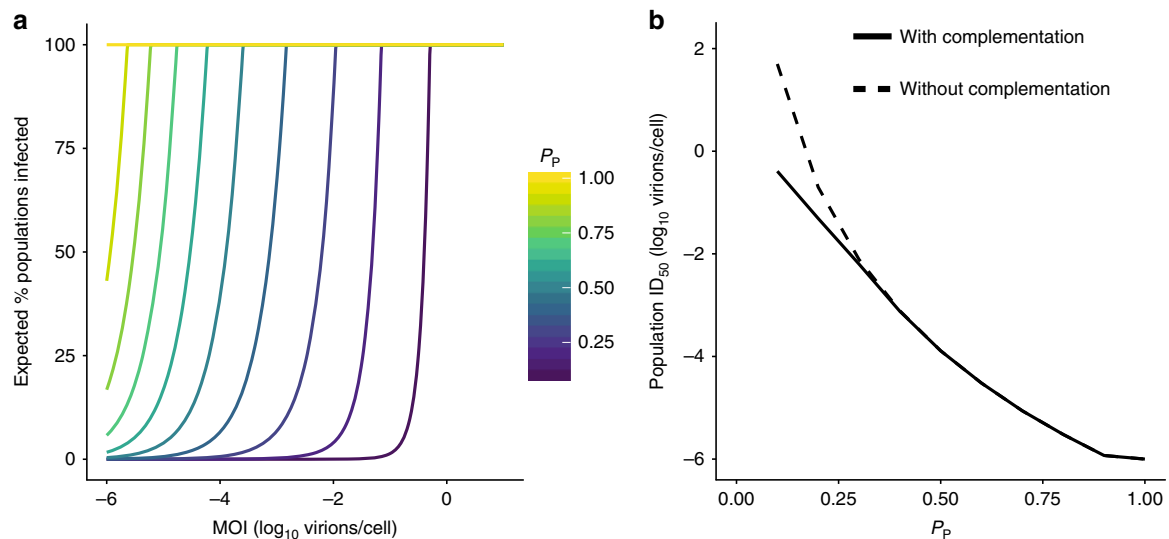 a
100
75
50
25
0
Expected % populations infected
−6
−4
−2
0
MOI (log10 virions/cell)
PP
1.00
0.75
0.50
0.25
b
With complementation
Without complementation
2
0
−2
−4
−6
Population ID50 (log10 virions/cell)
0.00
0.25
0.50
0.75
1.00
PP